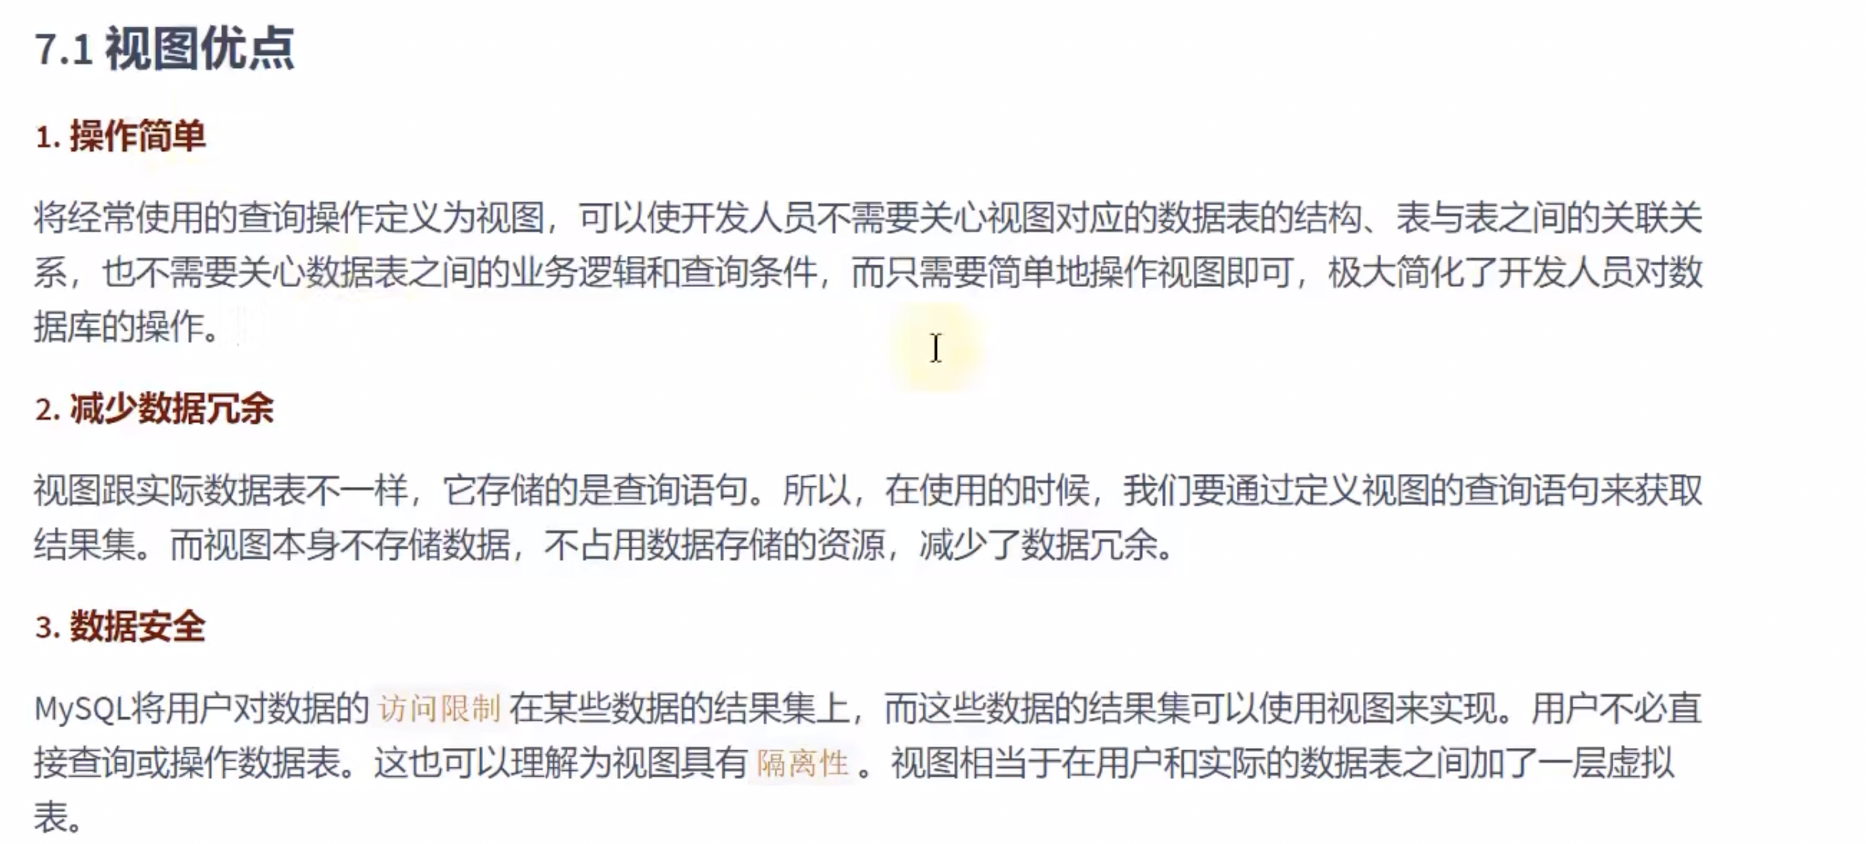 7.1 视图优点
1. 操作简单
将经常使用的查询操作定义为视图，可以使开发人员不需要关心视图对应的数据表的结构、表与表之间的关联关
系，也不需要关心数据表之间的业务逻辑和查询条件，而只需要简单地操作视图即可，极大简化了开发人员对数
据库的操作。
2. 减少数据冗余
视图跟实际数据表不一样，它存储的是查询语句。所以，在使用的时候，我们要通过定义视图的查询语句来获取
结果集。而视图本身不存储数据，不占用数据存储的资源，减少了数据冗余。
3. 数据安全
MySQL将用户对数据的 访问限制 在某些数据的结果集上，而这些数据的结果集可以使用视图来实现。用户不必直
接查询或操作数据表。这也可以理解为视图具有 隔离性 。视图相当于在用户和实际的数据表之间加了一层虚拟
表。